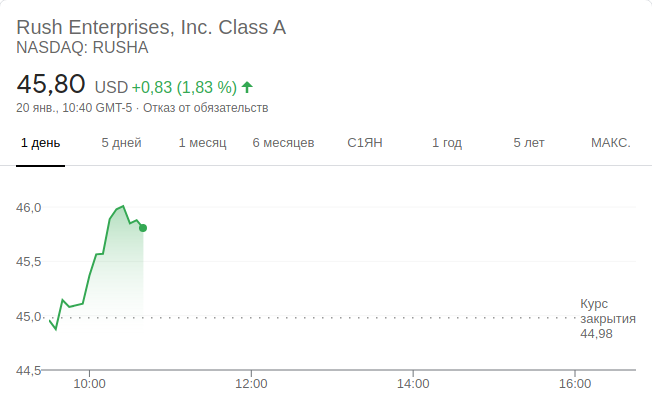 Rush Enterprises, Inc. Class A
NASDAQ: RUSHA
45,80 USD +0,83 (1,83 %)
20 янв., 10:40 GMT-5 · Отказ от обязательств
1 день 5 дней 1 месяц 6 месяцев С1ЯН 1 год 5 лет МАКС.
46,0
45,5
45,0
44,5
Курс
закрытия
44,98
10:00 12:00 14:00 16:00